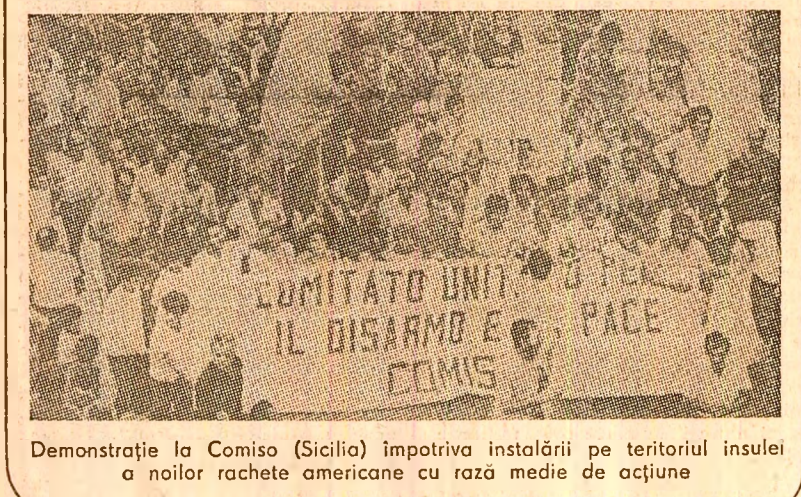 COMITATO UNIT O PE
IL DISARMO E PACE
COMIS
Demonstrație la Comiso (Sicilia) împotriva instalării pe teritoriul insulei
a noilor rachete americane cu rază medie de acțiune